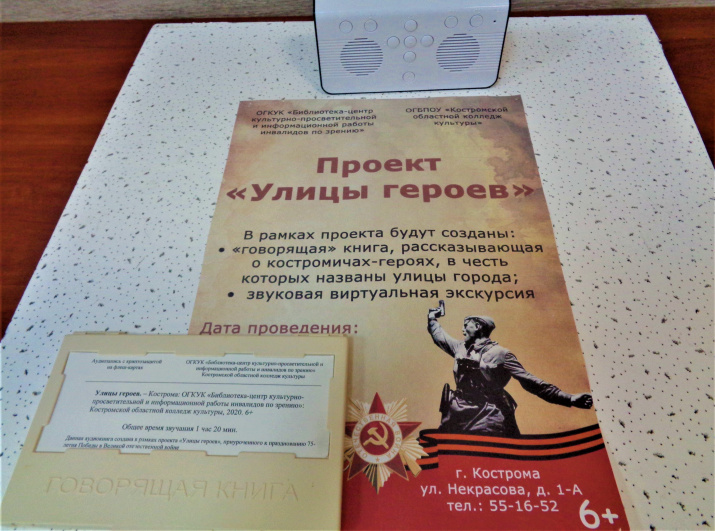 ОГКУК «Библиотека-центр
культурно-просветительной
и информационной работы
инвалидов по зрению»
ОГБПОУ «Костромской
областной колледж
культуры»
Проект
«Улицы героев»
В рамках проекта будут созданы:
• «говорящая» книга, рассказывающая
о костромичах-героях, в честь
которых названы улицы города;
• звуковая виртуальная экскурсия
Дата проведения:
г. Кострома
ул. Некрасова, д. 1-А
тел.: 55-16-52
6+
Аудиозапись с криптозащитой
на флеш-картах
ОГКУК «Библиотека-центр культурно-просветительной и
информационной работы и инвалидов по зрению»
Костромской областной колледж культуры
Улицы героев. – Кострома: ОГКУК «Библиотека-центр культурно-
просветительной и информационной работы инвалидов по зрению»:
Костромской областной колледж культуры, 2020. 6+
Общее время звучания 1 час 20 мин.
Данная аудиокнига создана в рамках проекта «Улицы героев», приуроченного к празднованию 75-
летия Победы в Великой отечественной войне
ГОВОРЯЩАЯ КНИГА